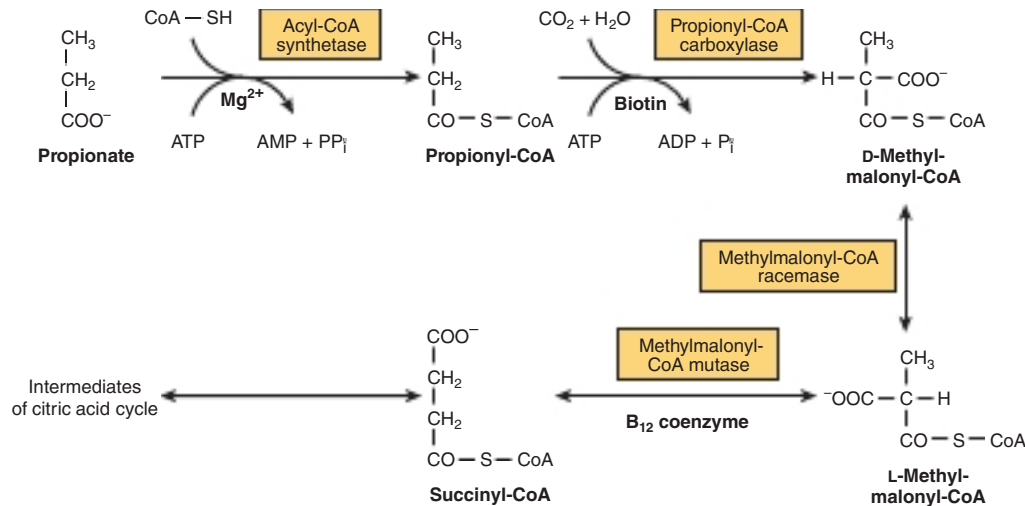 CoA — SH
Acyl-CoA
synthetase
CO₂ + H₂O
Propionyl-CoA
carboxylase
CH₃
CH₂
COO⁻
Propionate
Mg²⁺
ATP
AMP + PPᵢ
CH₃
CH₂
CO — S — CoA
Propionyl-CoA
Biotin
ATP
ADP + Pᵢ
CH₃
H — C — COO⁻
CO — S — CoA
D-Methyl-
malonyl-CoA
Methylmalonyl-CoA
racemase
Intermediates
of citric acid cycle
COO⁻
CH₂
CH₂
CO — S — CoA
Succinyl-CoA
Methylmalonyl-
CoA mutase
B₁₂ coenzyme
CH₃
⁻OOC — C — H
CO — S — CoA
L-Methyl-
malonyl-CoA